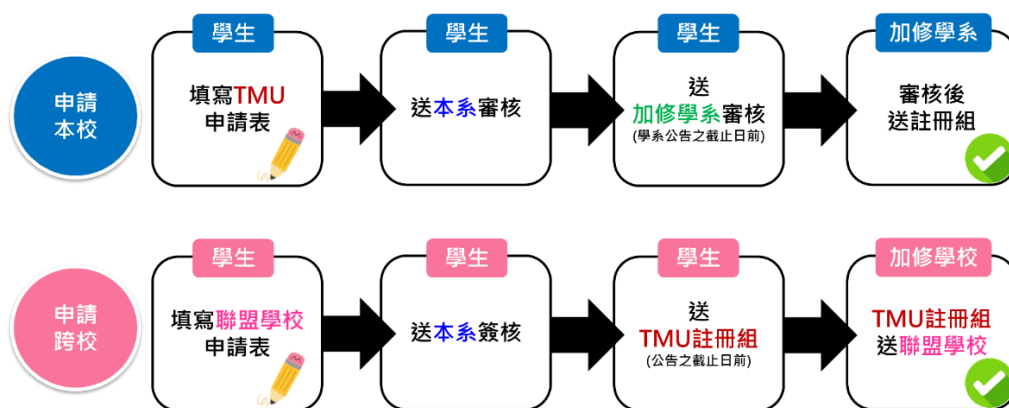 申請
本校
學生
填寫TMU
申請表
學生
送本系審核
學生
送
加修學系審核
(學系公告之截止日前)
加修學系
審核後
送註冊組
申請
跨校
學生
填寫聯盟學校
申請表
學生
送本系簽核
學生
送
TMU註冊組
(公告之截止日前)
加修學校
TMU註冊組
送聯盟學校